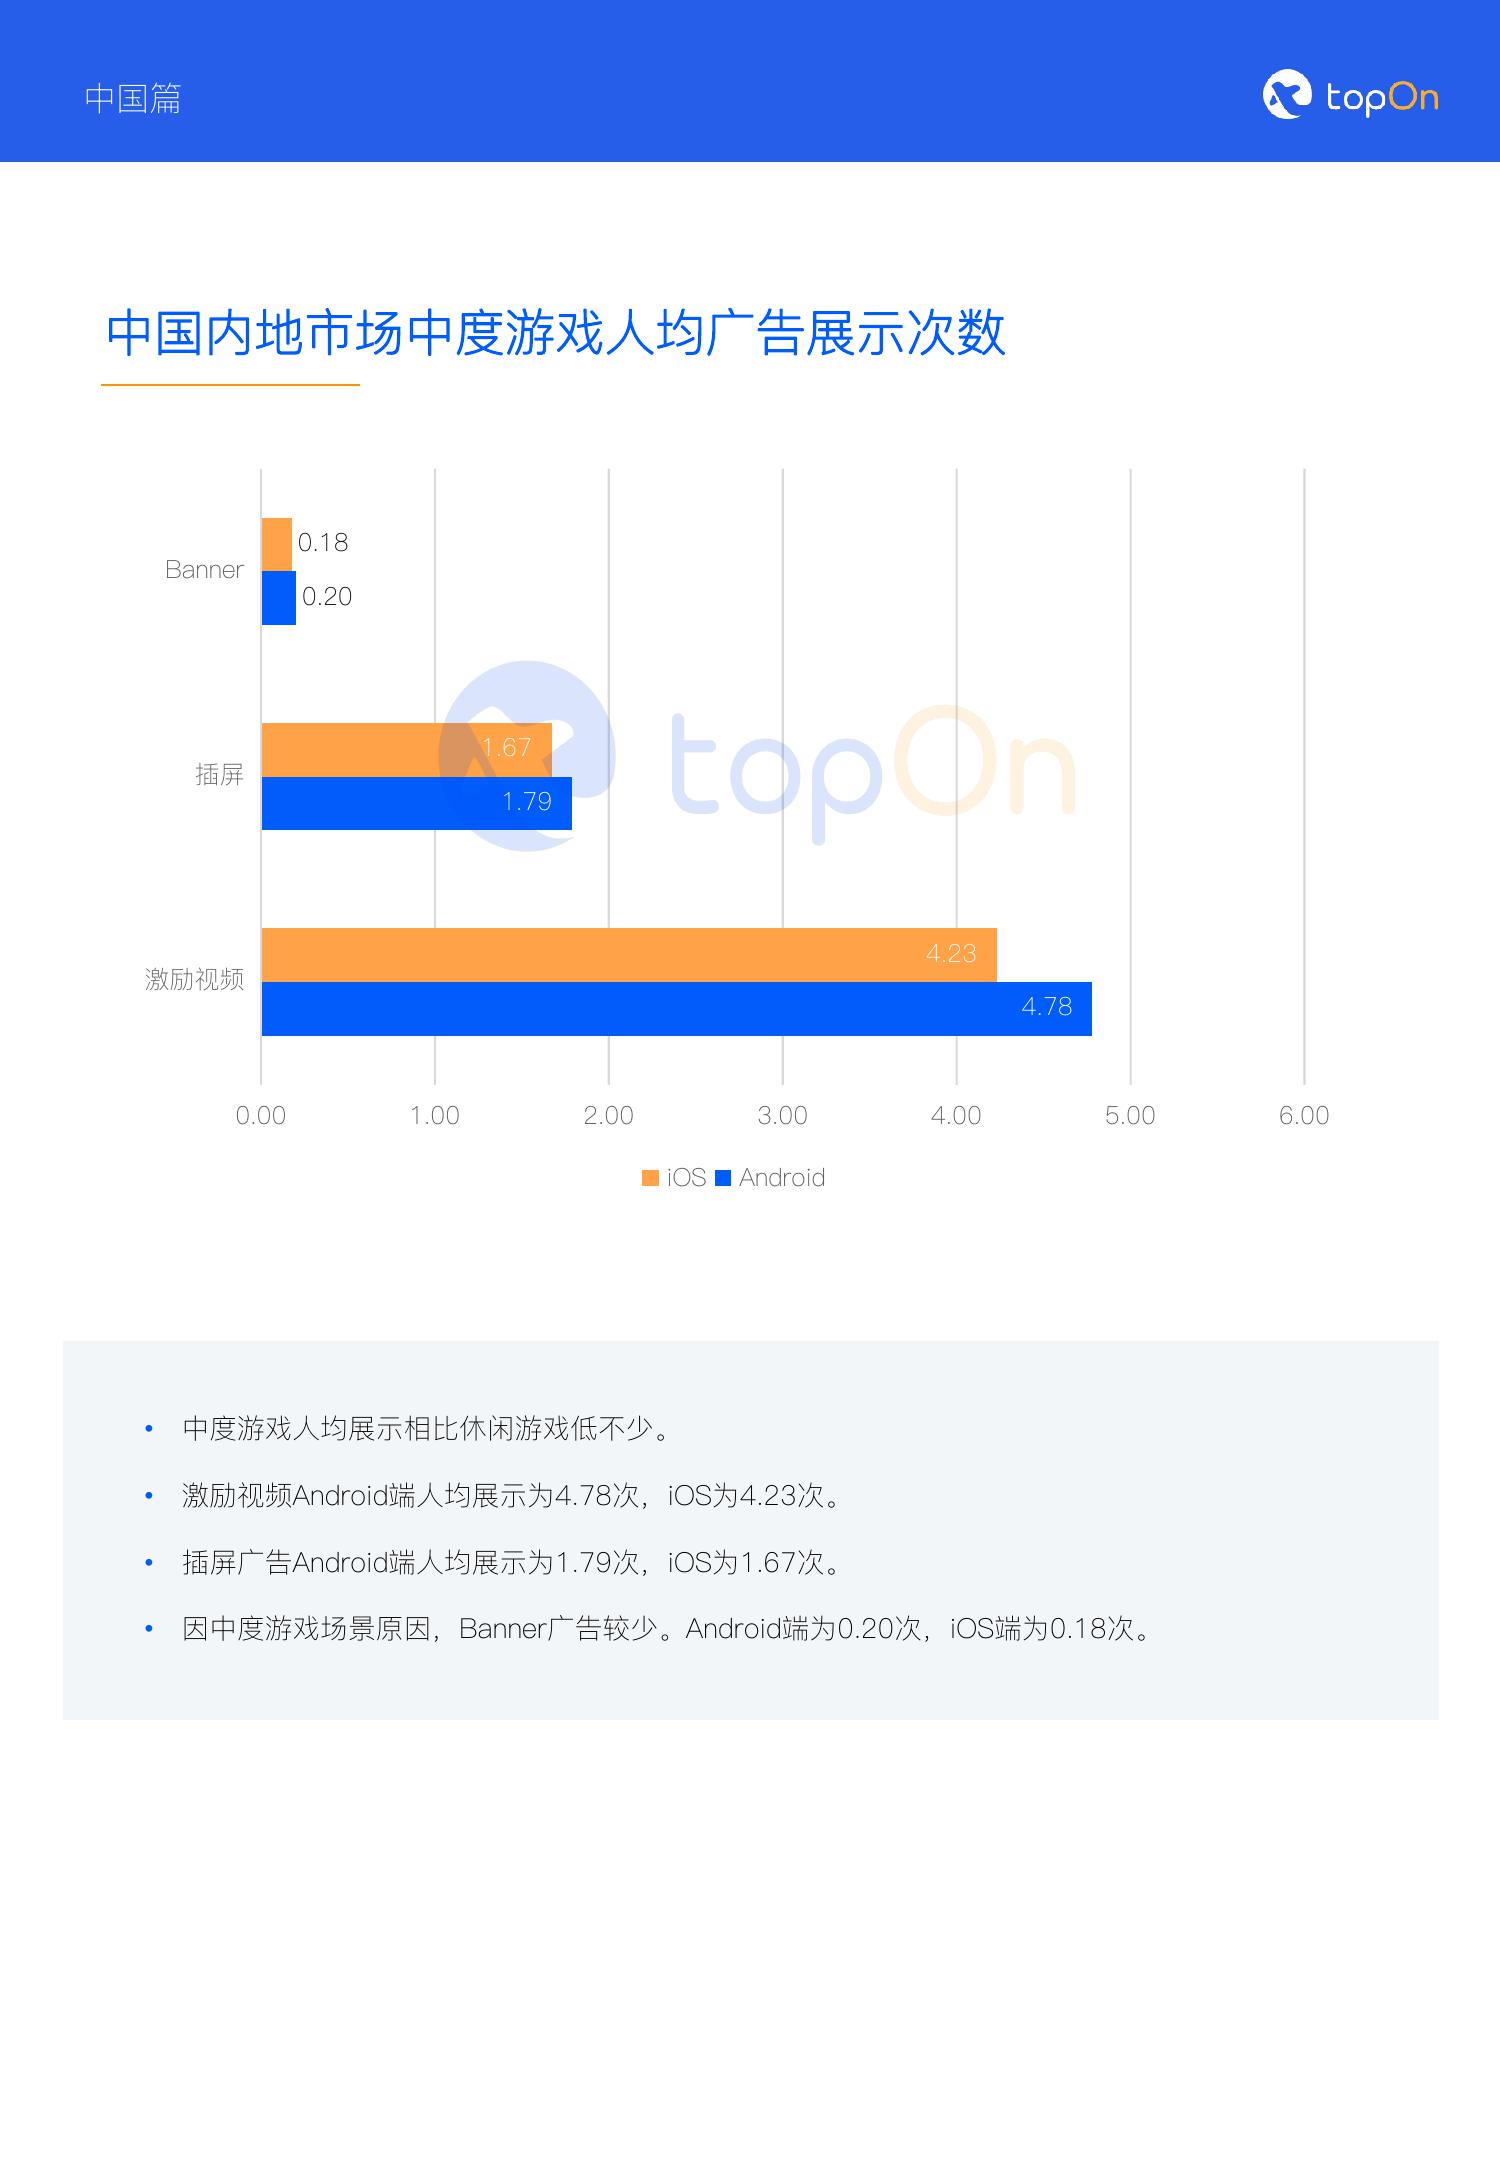 中国篇
topOn
中国内地市场中度游戏人均广告展示次数
Banner
0.18
0.20
topOn
插屏
1.67
1.79
激励视频
4.23
4.78
0.00 1.00 2.00 3.00 4.00 5.00 6.00
iOS Android
• 中度游戏人均展示相比休闲游戏低不少。
• 激励视频Android端人均展示为4.78次，iOS为4.23次。
• 插屏广告Android端人均展示为1.79次，iOS为1.67次。
• 因中度游戏场景原因，Banner广告较少。Android端为0.20次，iOS端为0.18次。